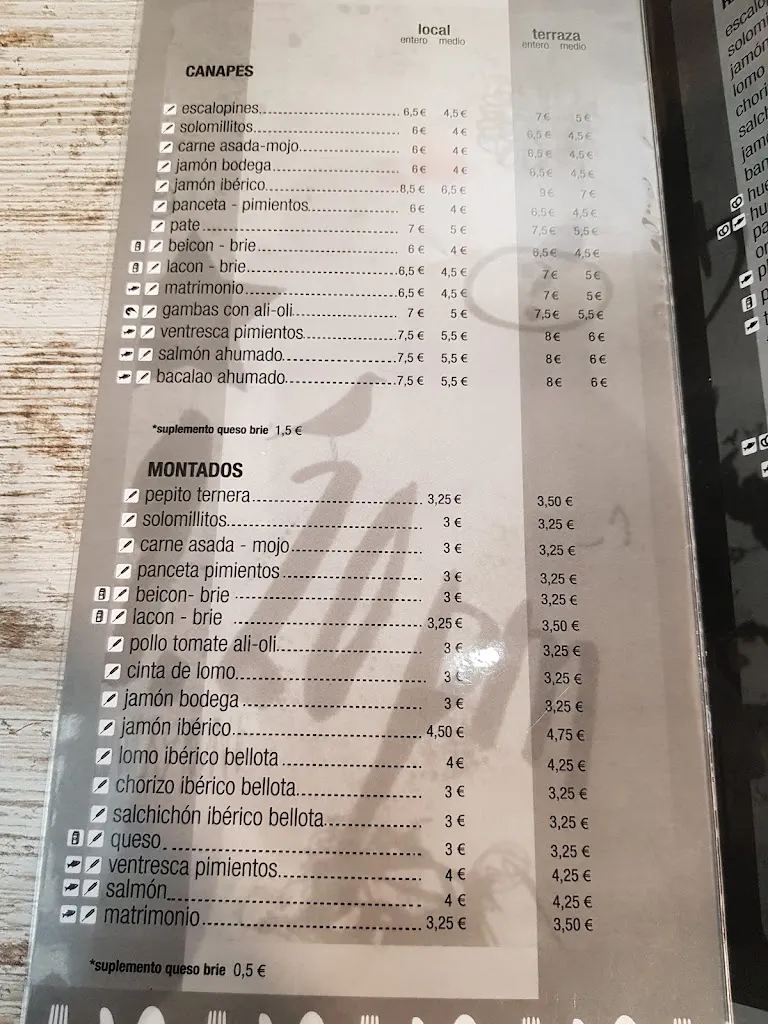 local terraza
entero medio entero medio
CANAPES
escalopines 6,5 € 4,5 € 7€ 5€
solomillitos 6€ 4€ 6,5€ 4,5€
carne asada-mojo 6€ 4€ 6,5€ 4,5€
jamón bodega 6€ 4€ 6,5€ 4,5€
jamón ibérico 8,5 € 6,5 € 9€ 7€
panceta - pimientos 6€ 4€ 6,5€ 4,5€
pate 7€ 5€ 7,5€ 5,5€
beicon - brie 6€ 4€ 6,5€ 4,5€
lacon - brie 6,5€ 4,5€ 7€ 5€
matrimonio 6,5€ 4,5€ 7€ 5€
gambas con ali-oli 7€ 5€ 7,5€ 5,5€
ventresca pimientos 7,5€ 5,5€ 8€ 6€
salmón ahumado 7,5€ 5,5€ 8€ 6€
bacalao ahumado 7,5€ 5,5€ 8€ 6€
*suplemento queso brie 1,5 €
MONTADOS
pepito ternera 3,25 € 3,50 €
solomillitos 3 € 3,25 €
carne asada - mojo 3 € 3,25 €
panceta pimientos 3 € 3,25 €
beicon- brie 3 € 3,25 €
lacon - brie 3,25 € 3,50 €
pollo tomate ali-oli 3 € 3,25 €
cinta de lomo 3 € 3,25 €
jamón bodega 3 € 3,25 €
jamón ibérico 4,50 € 4,75 €
lomo ibérico bellota 4€ 4,25 €
chorizo ibérico bellota 3 € 3,25 €
salchichón ibérico bellota 3 € 3,25 €
queso 3 € 3,25 €
ventresca pimientos 4 € 4,25 €
salmón 4 € 4,25 €
matrimonio 3,25 € 3,50 €
*suplemento queso brie 0,5 €